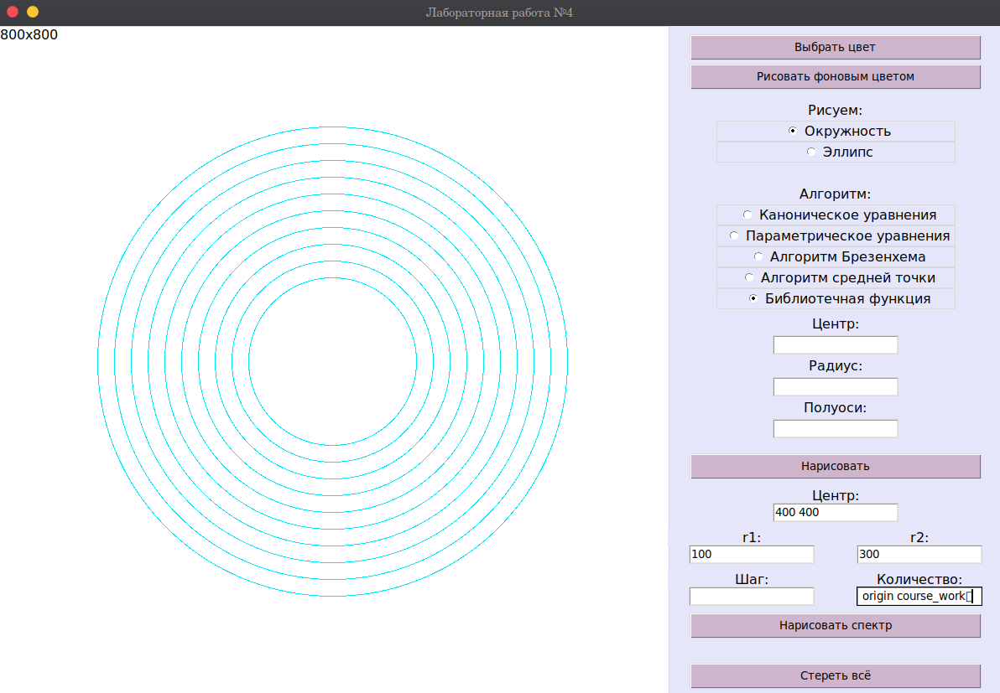 Лабораторная работа №4
800x800
Выбрать цвет
Рисовать фоновым цветом
Рисуем:
Окружность
Эллипс
Алгоритм:
Каноническое уравнения
Параметрическое уравнения
Алгоритм Брезенхема
Алгоритм средней точки
Библиотечная функция
Центр:
Радиус:
Полуоси:
Нарисовать
Центр:
400 400
r1: r2:
100 300
Шаг: Количество:
origin course_work
Нарисовать спектр
Стереть всё